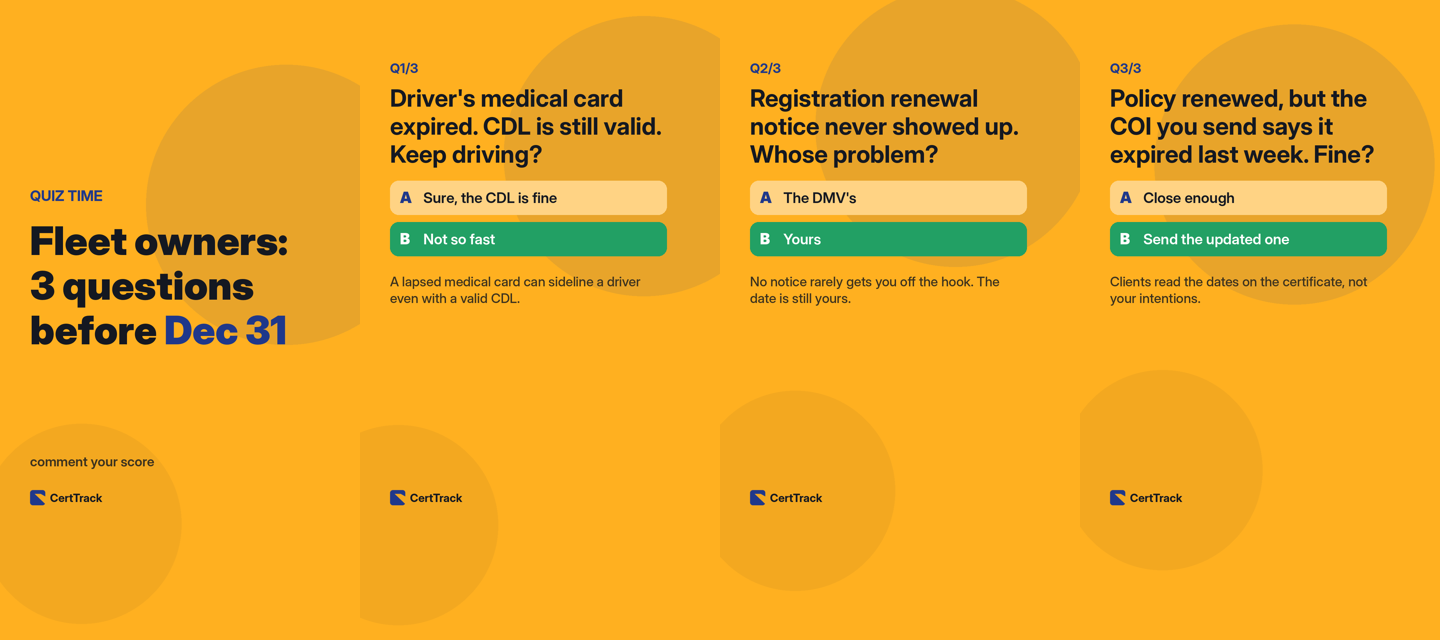 QUIZ TIME
Fleet owners:
3 questions
before Dec 31
comment your score
CertTrack
Q1/3
Driver's medical card
expired. CDL is still valid.
Keep driving?
A Sure, the CDL is fine
B Not so fast
A lapsed medical card can sideline a driver
even with a valid CDL.
CertTrack
Q2/3
Registration renewal
notice never showed up.
Whose problem?
A The DMV's
B Yours
No notice rarely gets you off the hook. The
date is still yours.
CertTrack
Q3/3
Policy renewed, but the
COI you send says it
expired last week. Fine?
A Close enough
B Send the updated one
Clients read the dates on the certificate, not
your intentions.
CertTrack